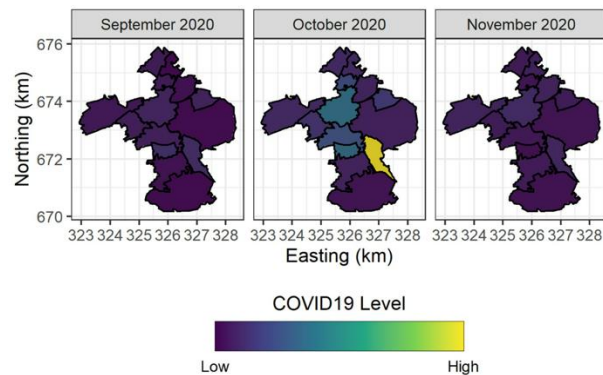 September 2020 October 2020 November 2020
676
674
672
670
Northing (km)
323 324 325 326 327 328 323 324 325 326 327 328 323 324 325 326 327 328
Easting (km)
COVID19 Level
Low High